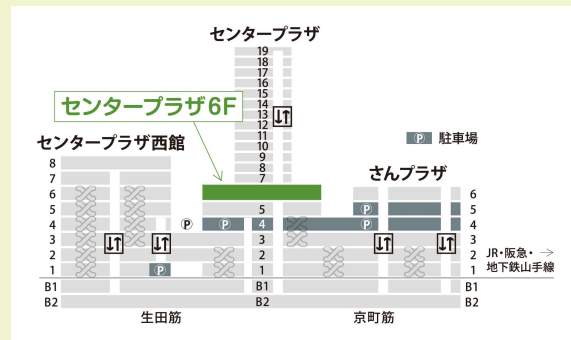 センタープラザ
19
18
17
16
15
14
13
12
11
10
9
8
7
センタープラザ6F
センタープラザ西館
P 駐車場
さんプラザ
8
7
6 6
5 5 P 5
4 P P 4 P 4
3 3 3
2 2 2
1 P 1 1
JR・阪急・→
地下鉄山手線
B1 B1 B1
B2 B2 B2
生田筋 京町筋